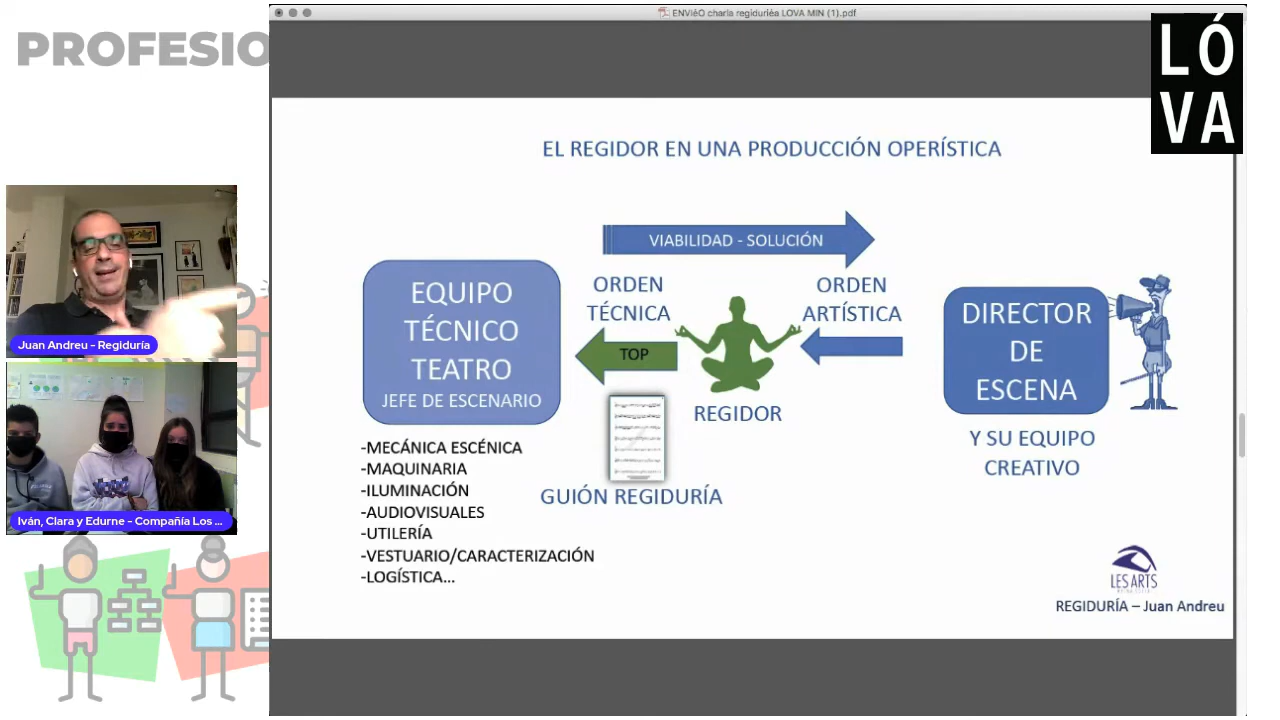 PROFESIO
ENViéO charla regiduriéa LOVA MIN (1).pdf
LÓ
VA
EL REGIDOR EN UNA PRODUCCIÓN OPERÍSTICA
VIABILIDAD - SOLUCIÓN
EQUIPO
TÉCNICO
TEATRO
JEFE DE ESCENARIO
ORDEN
TÉCNICA
TOP
ORDEN
ARTÍSTICA
REGIDOR
DIRECTOR
DE
ESCENA
Y SU EQUIPO
CREATIVO
GUIÓN REGIDURÍA
-MECÁNICA ESCÉNICA
-MAQUINARIA
-ILUMINACIÓN
-AUDIOVISUALES
-UTILERÍA
-VESTUARIO/CARACTERIZACIÓN
-LOGÍSTICA...
LES ARTS
REGIDURÍA – Juan Andreu
Juan Andreu - Regiduría
Iván, Clara y Edurne - Compañía Los ...